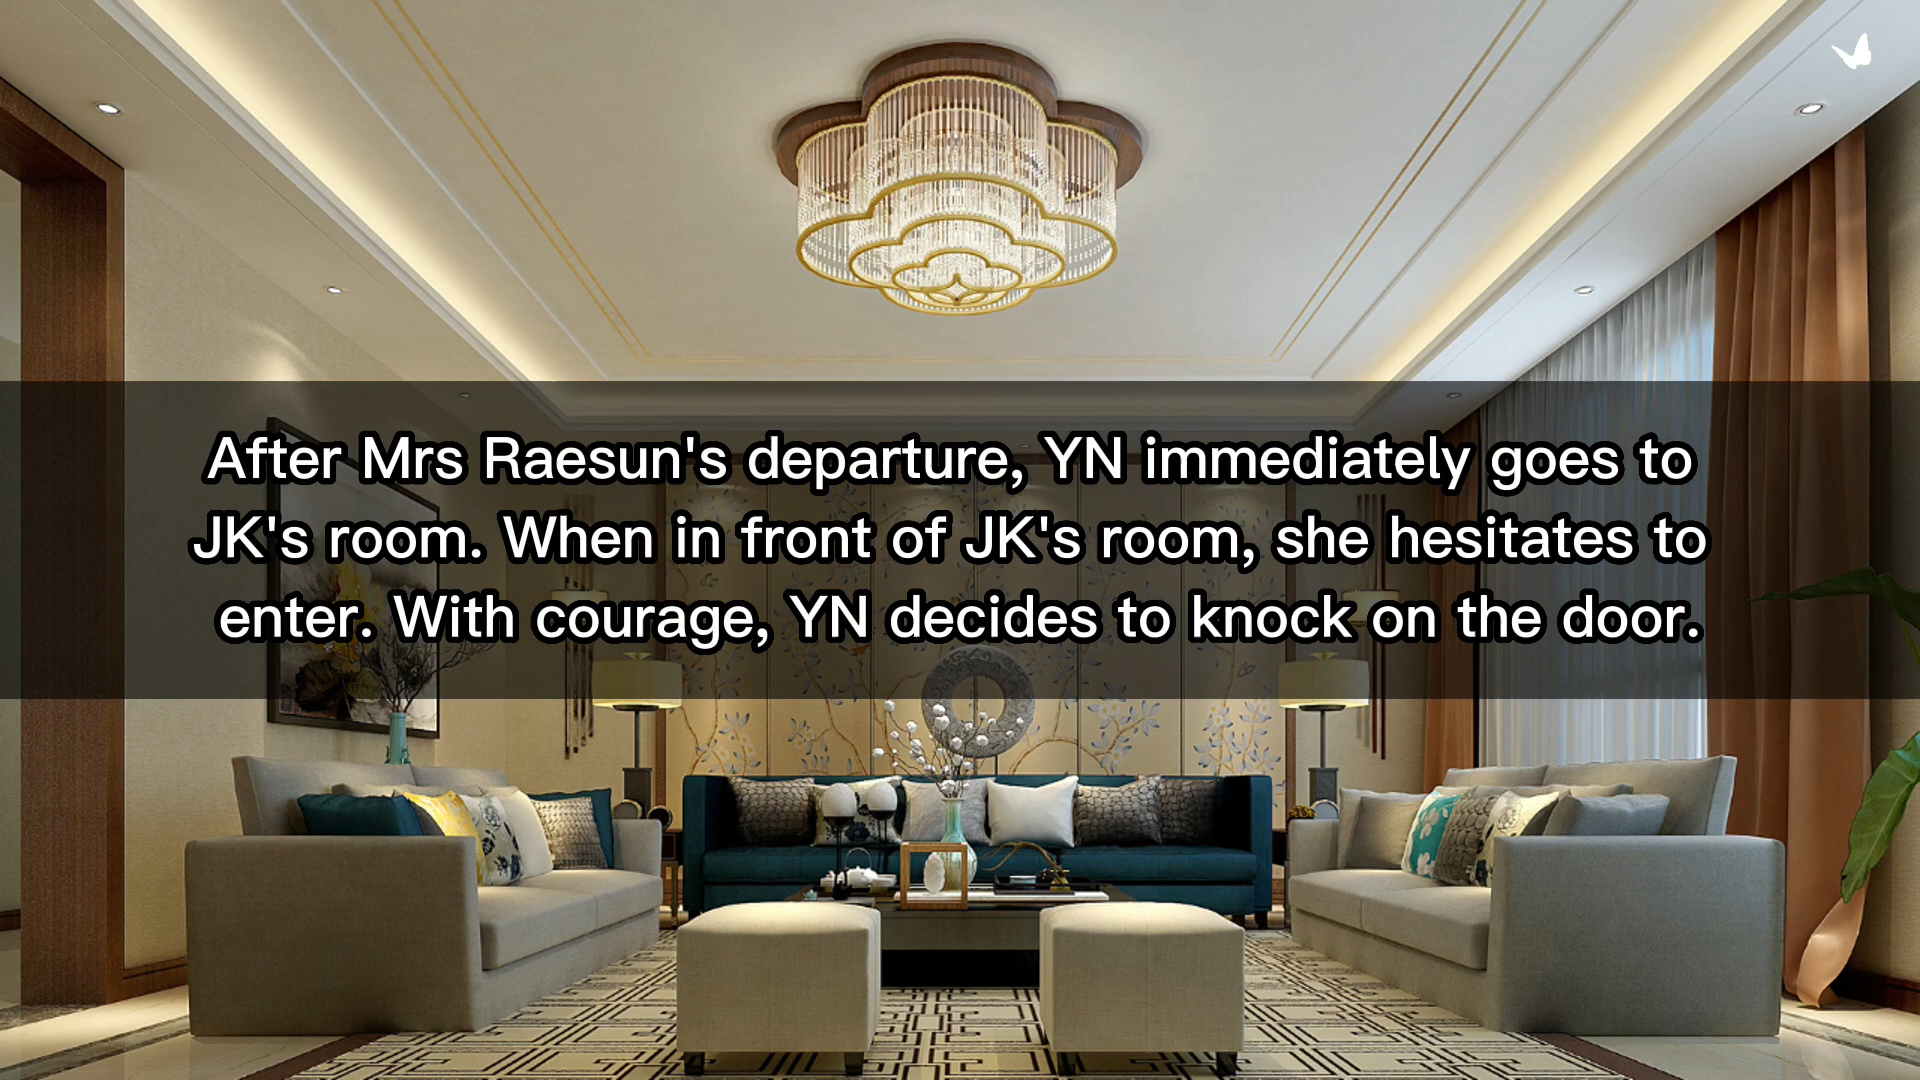 After Mrs Raesun's departure, YN immediately goes to
JK's room. When in front of JK's room, she hesitates to
enter. With courage, YN decides to knock on the door.